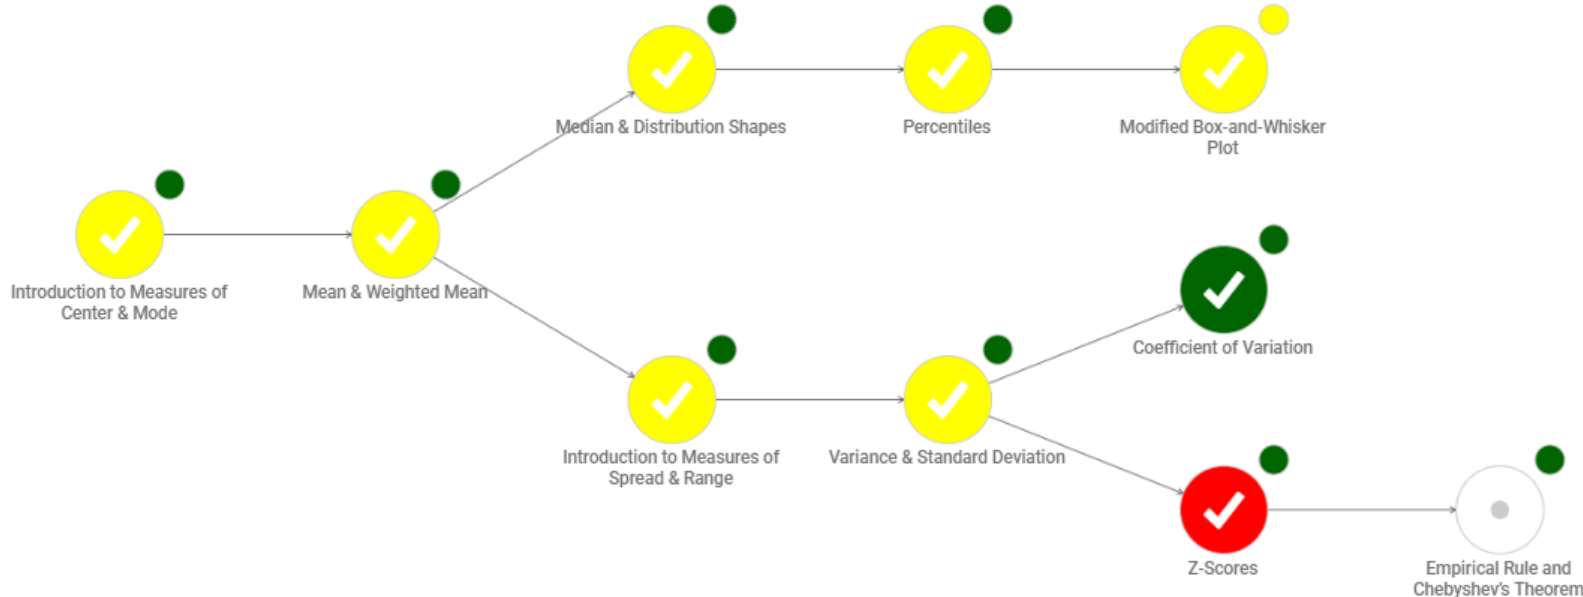 Median & Distribution Shapes
Percentiles
Modified Box-and-Whisker
Plot
Introduction to Measures of
Center & Mode
Mean & Weighted Mean
Coefficient of Variation
Introduction to Measures of
Spread & Range
Variance & Standard Deviation
Z-Scores
Empirical Rule and
Chebyshev's Theorem